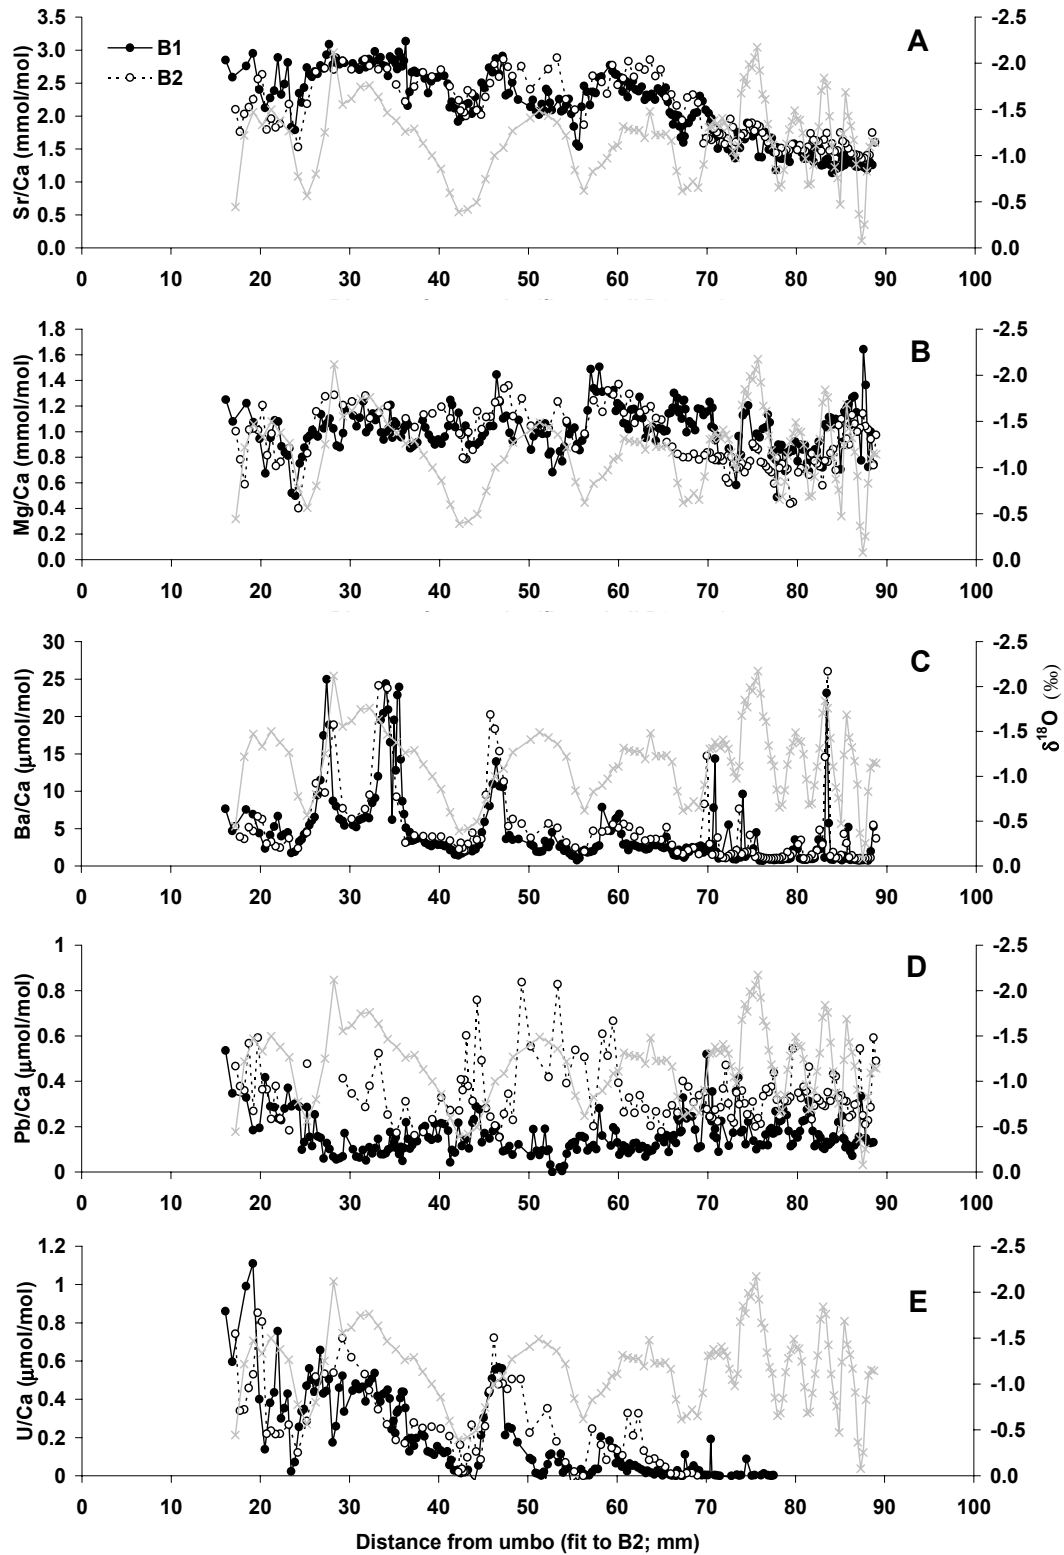 3.5 -2.5
B1 A
3.0 B2 -2.0
2.5
2.0 -1.5
1.5 -1.0
1.0
0.5 -0.5
0.0 0.0
Sr/Ca (mmol/mol)
0 10 20 30 40 50 60 70 80 90 100
1.8 -2.5
1.6 B
1.4 -2.0
1.2 -1.5
1.0
0.8 -1.0
0.6
0.4 -0.5
0.2
0.0 0.0
Mg/Ca (mmol/mol)
0 10 20 30 40 50 60 70 80 90 100
30 -2.5
25 C -2.0
20 -1.5
15
10 -1.0
5 -0.5
0 0.0
Ba/Ca (µmol/mol)
δ18O (‰)
0 10 20 30 40 50 60 70 80 90 100
1 -2.5
D
0.8 -2.0
0.6 -1.5
0.4 -1.0
0.2 -0.5
0 0.0
Pb/Ca (µmol/mol)
0 10 20 30 40 50 60 70 80 90 100
1.2 -2.5
1 E -2.0
0.8 -1.5
0.6
0.4 -1.0
0.2 -0.5
0 0.0
U/Ca (µmol/mol)
0 10 20 30 40 50 60 70 80 90 100
Distance from umbo (fit to B2; mm)